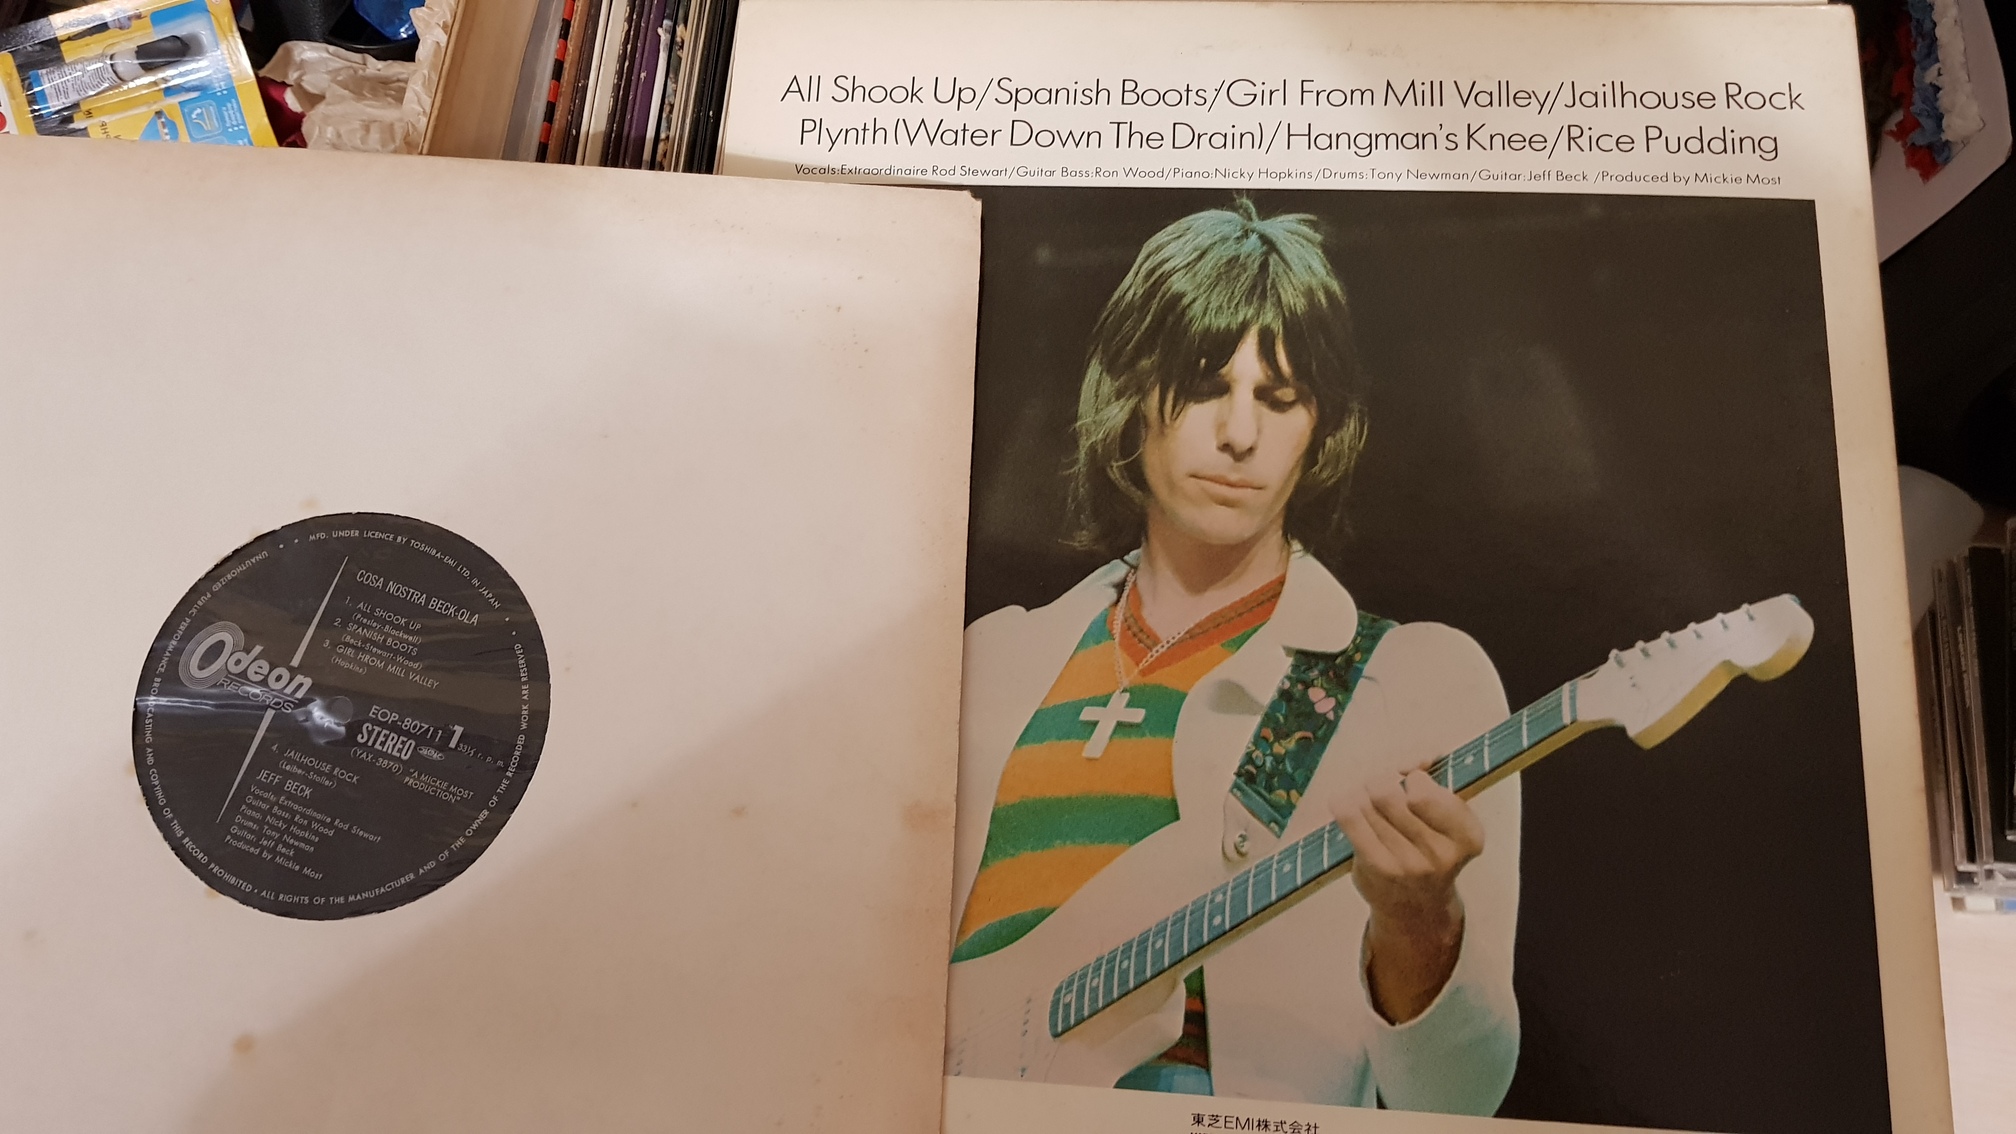 All Shook Up/Spanish Boots/Girl From Mill Valley/Jailhouse Rock
Plynth (Water Down The Drain)/Hangman's Knee/Rice Pudding
Vocals:Extraordinaire Rod Stewart/Guitar Bass:Ron Wood/Piano:Nicky Hopkins/Drums:Tony Newman/Guitar:Jeff Beck /Produced by Mickie Most
MFD. UNDER LICENCE BY TOSHIBA-EMI LTD. IN JAPAN
ALL RIGHTS OF THE MANUFACTURER AND OF THE OWNER OF THE RECORDED WORK ARE RESERVED
UNAUTHORIZED PUBLIC PERFORMANCE, BROADCASTING AND COPYING OF THIS RECORD PROHIBITED
COSA NOSTRA BECK-OLA
1. ALL SHOOK UP
(Presley-Blackwell)
2. SPANISH BOOTS
(Beck-Stewart-Wood)
3. GIRL HROM MILL VALLEY
(Hopkins)
Odeon
RECORDS
EOP-80711 1
STEREO 33⅓ r. p. m.
(YAX-3870)
"A MICKIE MOST
PRODUCTION"
4. JAILHOUSE ROCK
(Leiber-Stoller)
JEFF BECK
Vocals: Extraordinaire Rod Stewart
Guitar Bass: Ron Wood
Piano: Nicky Hopkins
Drums: Tony Newman
Guitar: Jeff Beck
Produced by Mickie Most
東芝EMI株式会社